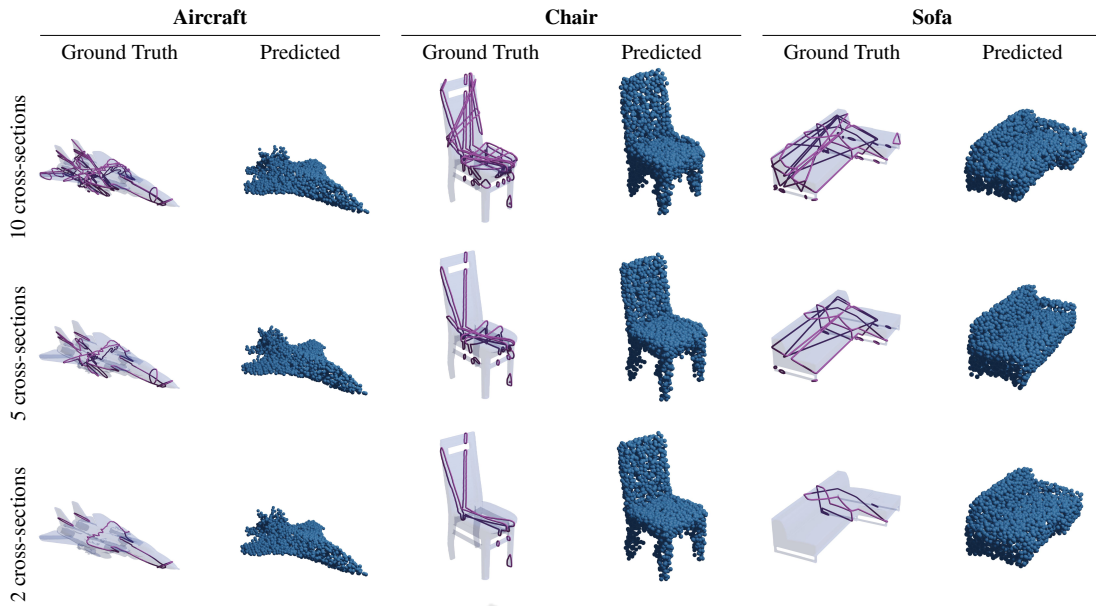 Aircraft Chair Sofa
Ground Truth Predicted Ground Truth Predicted Ground Truth Predicted
10 cross-sections
5 cross-sections
2 cross-sections